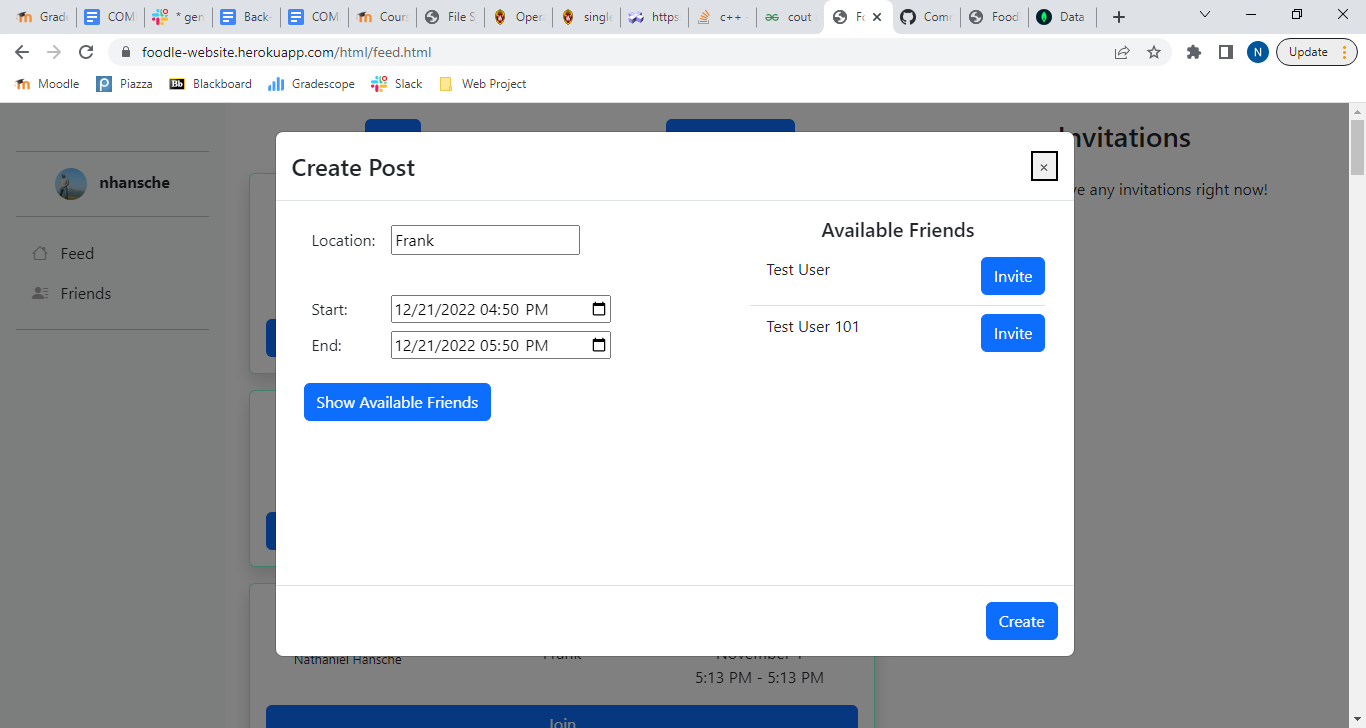 Grade
COM
* gen
Back-
COM
Cours
File S
Oper
single
https
c++
cout
Fo
Com
Food
Data
foodle-website.herokuapp.com/html/feed.html
N
Update
Moodle
Piazza
Bb Blackboard
Gradescope
Slack
Web Project
nhansche
Feed
Friends
Invitations
ve any invitations right now!
Create Post
×
Location: Frank
Start: 12/21/2022 04:50 PM
End: 12/21/2022 05:50 PM
Show Available Friends
Available Friends
Test User Invite
Test User 101 Invite
Create
Nathaniel Hansche
Frank
November
5:13 PM - 5:13 PM
Join